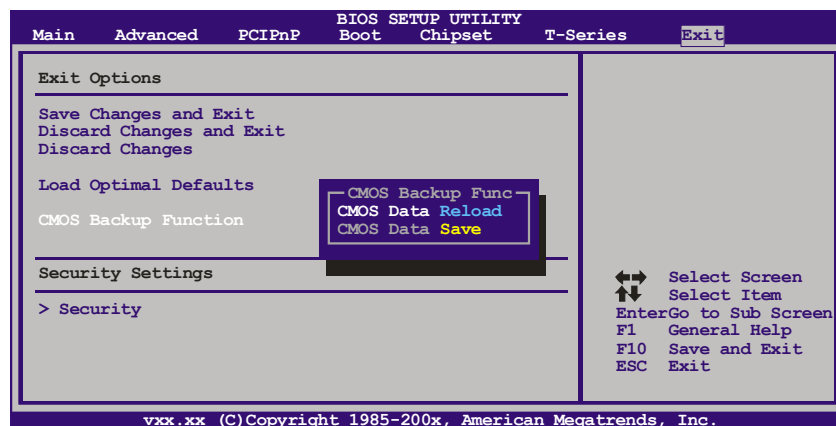 BIOS SETUP UTILITY
Main Advanced PCIPnP Boot Chipset T-Series Exit
Exit Options
Save Changes and Exit
Discard Changes and Exit
Discard Changes
Load Optimal Defaults
CMOS Backup Function
CMOS Backup Func
CMOS Data Reload
CMOS Data Save
Security Settings
> Security
Select Screen
Select Item
EnterGo to Sub Screen
F1 General Help
F10 Save and Exit
ESC Exit
vxx.xx (C)Copyright 1985-200x, American Megatrends, Inc.